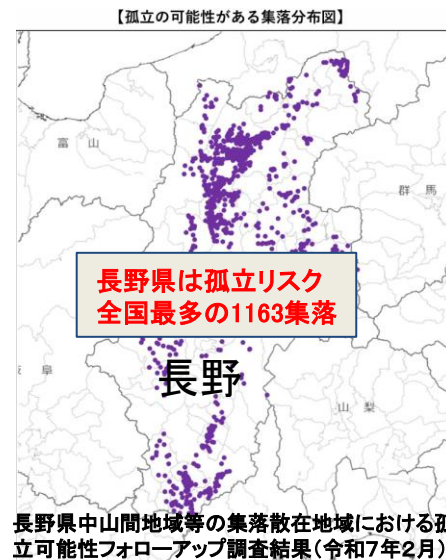 【孤立の可能性がある集落分布図】
富山
群馬
長野県は孤立リスク
全国最多の1163集落
岐阜
長野
山梨
長野県中山間地域等の集落散在地域における孤
立可能性フォローアップ調査結果(令和7年2月)